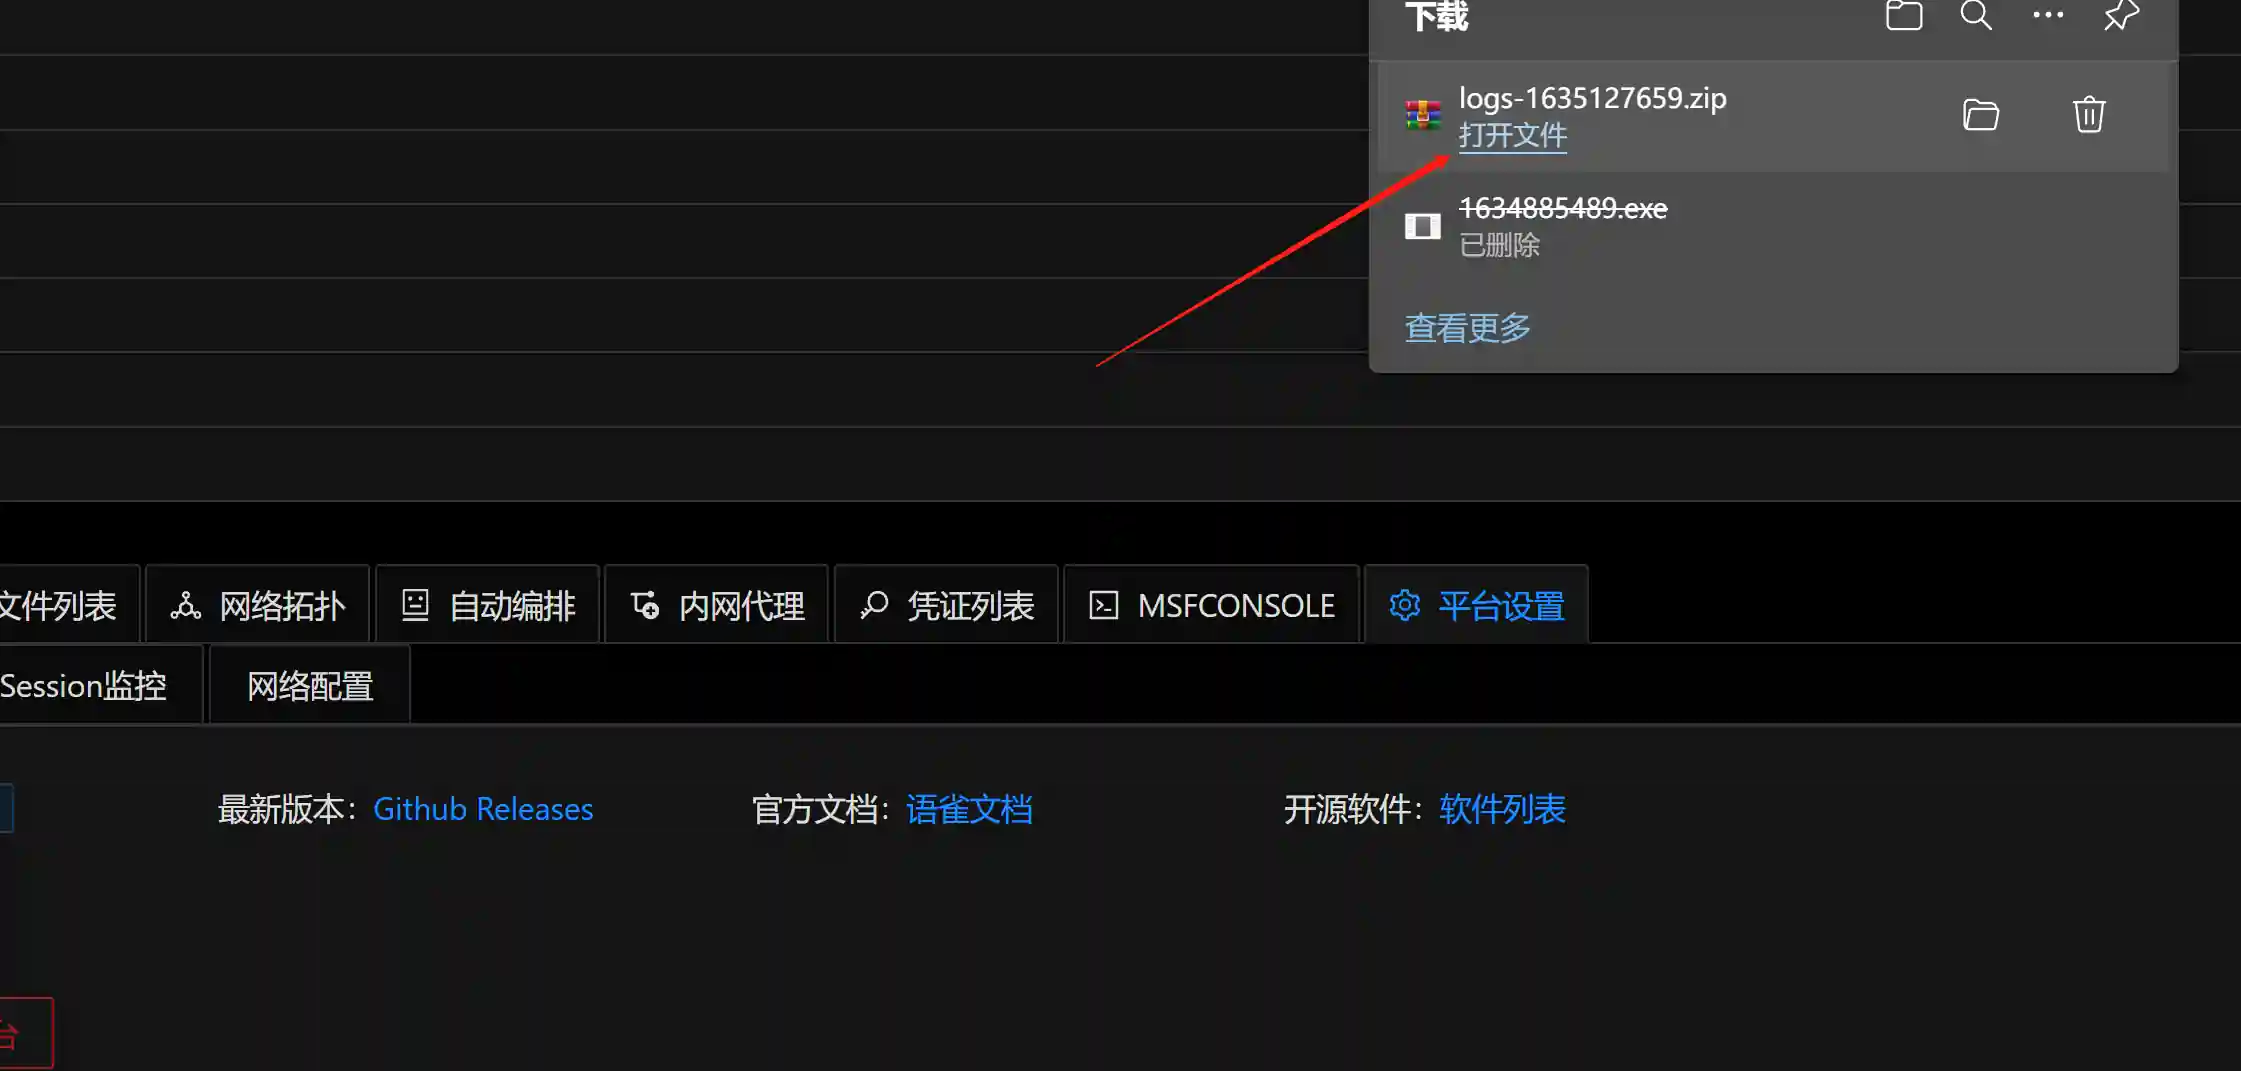 下载
logs-1635127659.zip
打开文件
1634885489.exe
已删除
查看更多
文件列表
网络拓扑
自动编排
内网代理
凭证列表
MSFCONSOLE
平台设置
Session监控
网络配置
最新版本: Github Releases
官方文档: 语雀文档
开源软件: 软件列表
台